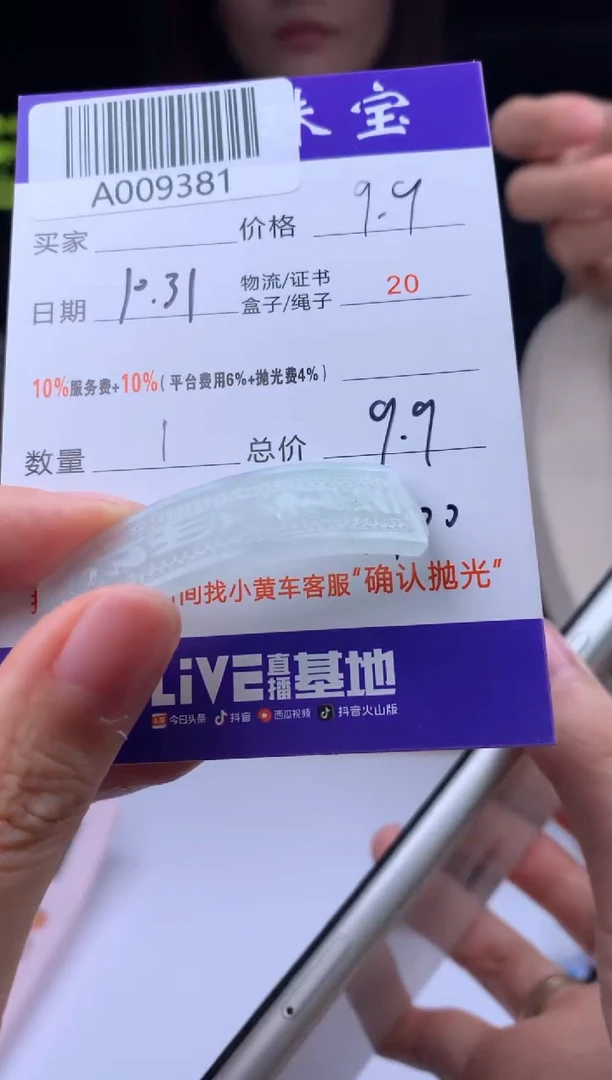 珠宝
A009381
买家 价格 9.9
日期 10.31 物流/证书
盒子/绳子 20
10%服务费+10%(平台费用6%+抛光费4%)
数量 1 总价 9.9
间找小黄车客服"确认抛光"
LiVE直播基地
今日头条 抖音 西瓜视频 抖音火山版